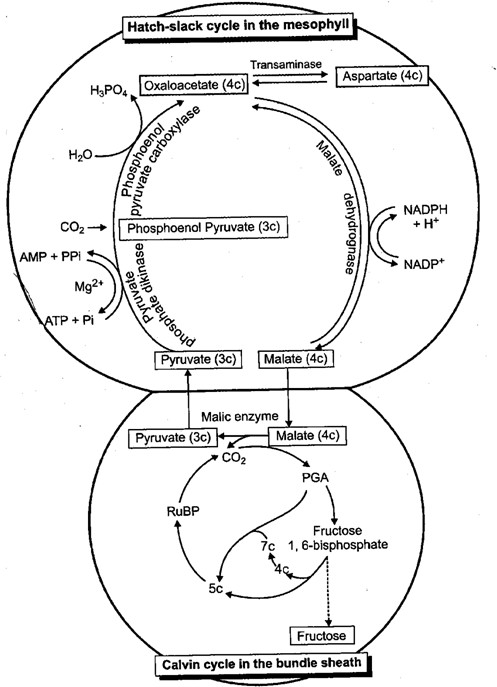 Hatch-slack cycle in the mesophyll
Transaminase
Oxaloacetate (4c)
Aspartate (4c)
H₃PO₄
H₂O
Phosphoenol
pyruvate carboxylase
Malate
dehydrognase
NADPH
+ H⁺
NADP⁺
CO₂
Phosphoenol Pyruvate (3c)
AMP + PPi
Mg²⁺
ATP + Pi
Pyruvate
phosphate dikinase
Pyruvate (3c)
Malate (4c)
Malic enzyme
Pyruvate (3c)
Malate (4c)
CO₂
PGA
RuBP
Fructose
1, 6-bisphosphate
7c
4c
5c
Fructose
Calvin cycle in the bundle sheath